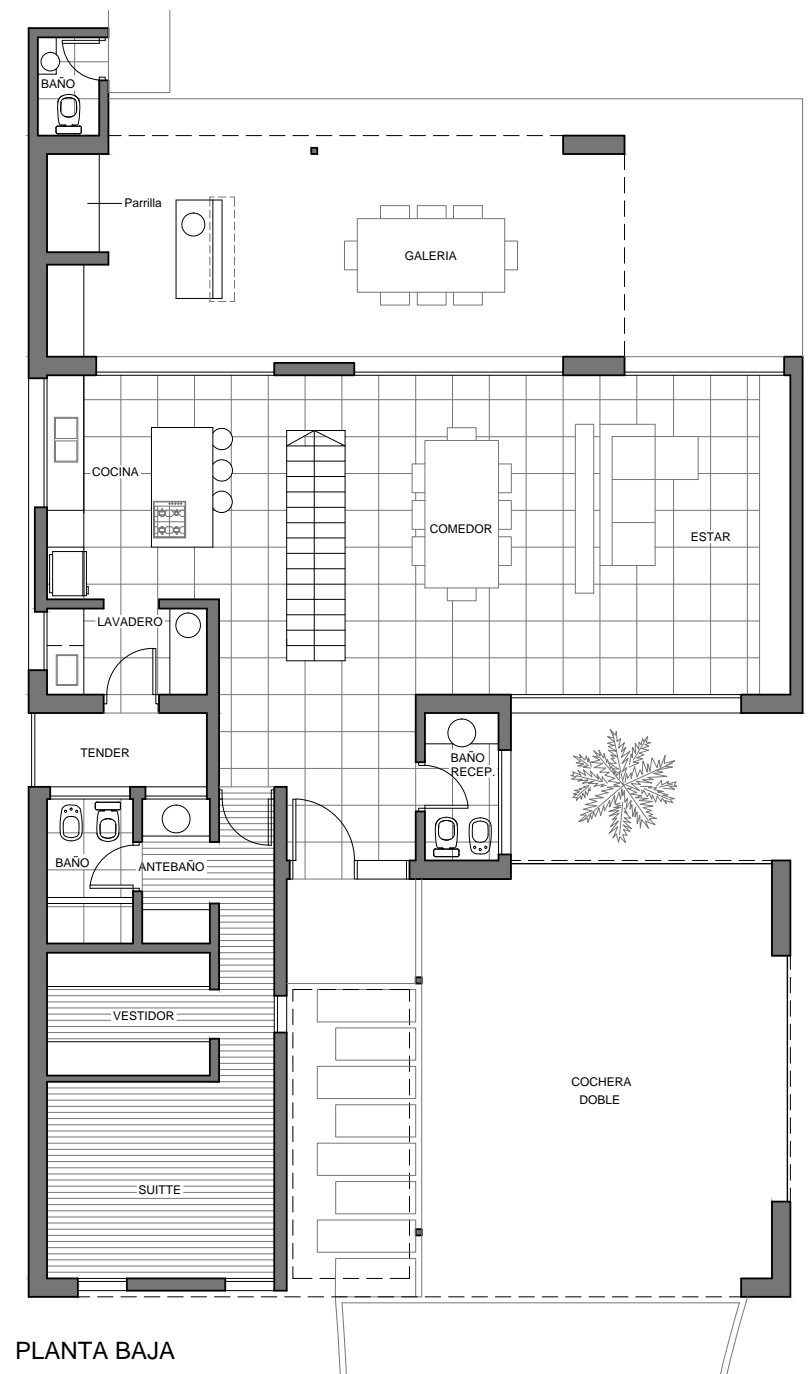 BAÑO
Parrilla
GALERIA
COCINA
COMEDOR
ESTAR
LAVADERO
TENDER
BAÑO
RECEP.
BAÑO
ANTEBAÑO
VESTIDOR
COCHERA
DOBLE
SUITTE
PLANTA BAJA